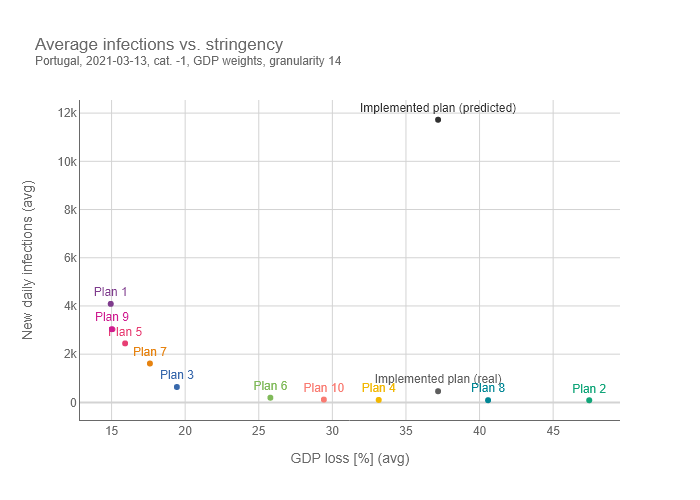 Average infections vs. stringency
Portugal, 2021-03-13, cat. -1, GDP weights, granularity 14
Implemented plan (predicted)
12k
10k
8k
6k
4k
2k
0
New daily infections (avg)
Plan 1
Plan 9
Plan 5
Plan 7
Plan 3
Plan 6
Plan 10
Plan 4
Implemented plan (real)
Plan 8
Plan 2
15
20
25
30
35
40
45
GDP loss [%] (avg)